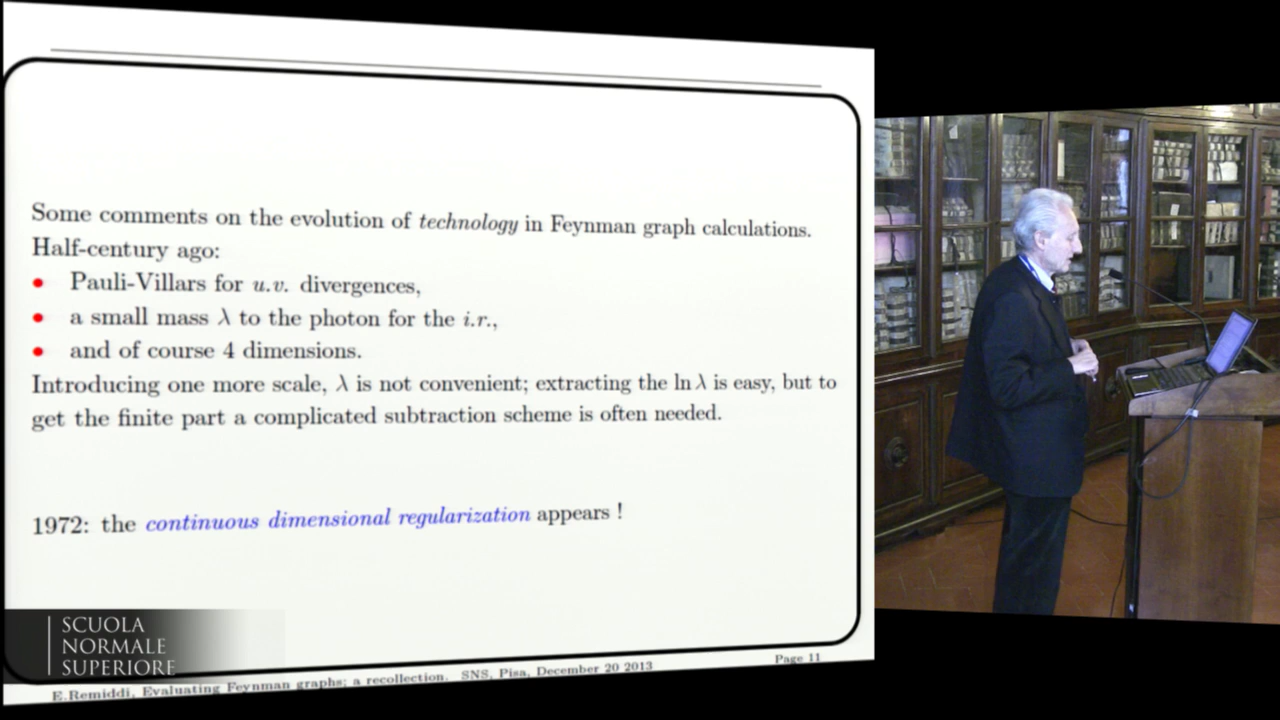 Some comments on the evolution of technology in Feynman graph calculations.
Half-century ago:
• Pauli-Villars for u.v. divergences,
• a small mass λ to the photon for the i.r.,
• and of course 4 dimensions.
Introducing one more scale, λ is not convenient; extracting the ln λ is easy, but to
get the finite part a complicated subtraction scheme is often needed.
1972: the continuous dimensional regularization appears !
SCUOLA
NORMALE
SUPERIORE
Page 11
E.Remiddi, Evaluating Feynman graphs; a recollection. SNS, Pisa, December 20 2013